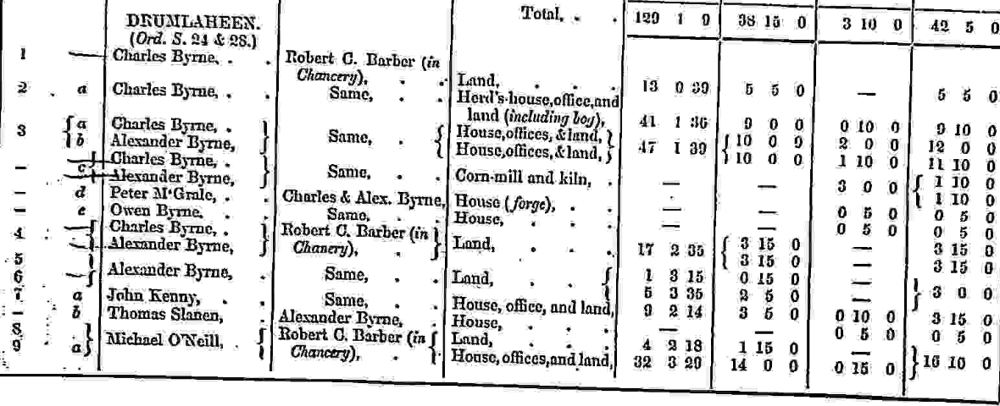 Total, . . 129 1 9 38 15 0 3 10 0 42 5 0
DRUMLAHEEN.
(Ord. S. 24 & 28.)
1 — Charles Byrne, . . Robert C. Barber (in Chancery), . . Land, . . . 13 0 39 5 5 0 — 5 5 0
2 . a Charles Byrne, . . Same, . . Herd's-house, office, and land (including bog), 41 1 36 9 0 0 0 10 0 9 10 0
3 { a Charles Byrne, . } Same, . . { House, offices, & land, } 47 1 39 { 10 0 0 2 0 0 12 0 0
{ b Alexander Byrne, } { House, offices, & land, } { 10 0 0 1 10 0 11 10 0
– c { Charles Byrne, . } Same, . . Corn-mill and kiln, . — — 3 0 0 { 1 10 0
{ Alexander Byrne, } { 1 10 0
– d Peter M'Grale, . . Charles & Alex. Byrne, House (forge), . . — — 0 5 0 0 5 0
– e Owen Byrne. . . Same, . . House, . . . — — 0 5 0 0 5 0
4 — { Charles Byrne, . } Robert C. Barber (in Chanery), . } Land, . . . 17 2 35 { 3 15 0 — 3 15 0
{ Alexander Byrne, } { 3 15 0 — 3 15 0
5 } Alexander Byrne, . Same, . . Land, . . { 1 3 15 0 15 0 — } 3 0 0
6 — { 5 3 35 2 5 0 — }
7 a John Kenny, . . Same, . . House, office, and land, 9 2 14 3 5 0 0 10 0 3 15 0
– b Thomas Slanen, . Alexander Byrne, . House, . . . — — 0 5 0 0 5 0
8 } Michael O'Neill, . { Robert C. Barber (in Chancery), . { Land, . . . 4 2 18 1 15 0 — } 16 10 0
9 a } House, offices, and land, 32 3 29 14 0 0 0 15 0